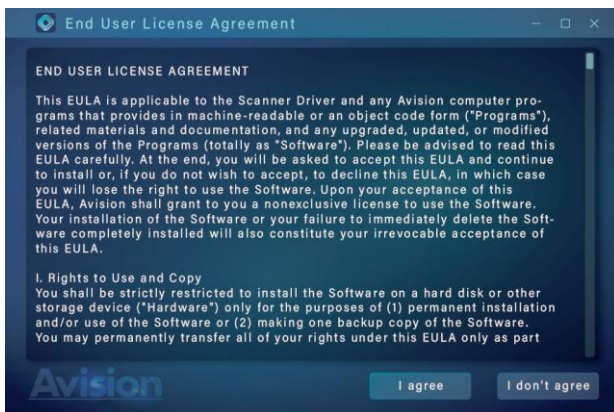 End User License Agreement
END USER LICENSE AGREEMENT
This EULA is applicable to the Scanner Driver and any Avision computer pro-
grams that provides in machine-readable or an object code form ("Programs"),
related materials and documentation, and any upgraded, updated, or modified
versions of the Programs (totally as "Software"). Please be advised to read this
EULA carefully. At the end, you will be asked to accept this EULA and continue
to install or, if you do not wish to accept, to decline this EULA, in which case
you will lose the right to use the Software. Upon your acceptance of this
EULA, Avision shall grant to you a nonexclusive license to use the Software.
Your installation of the Software or your failure to immediately delete the Soft-
ware completely installed will also constitute your irrevocable acceptance of
this EULA.
I. Rights to Use and Copy
You shall be strictly restricted to install the Software on a hard disk or other
storage device ("Hardware") only for the purposes of (1) permanent installation
and/or use of the Software or (2) making one backup copy of the Software.
You may permanently transfer all of your rights under this EULA only as part
Avision
I agree
I don't agree